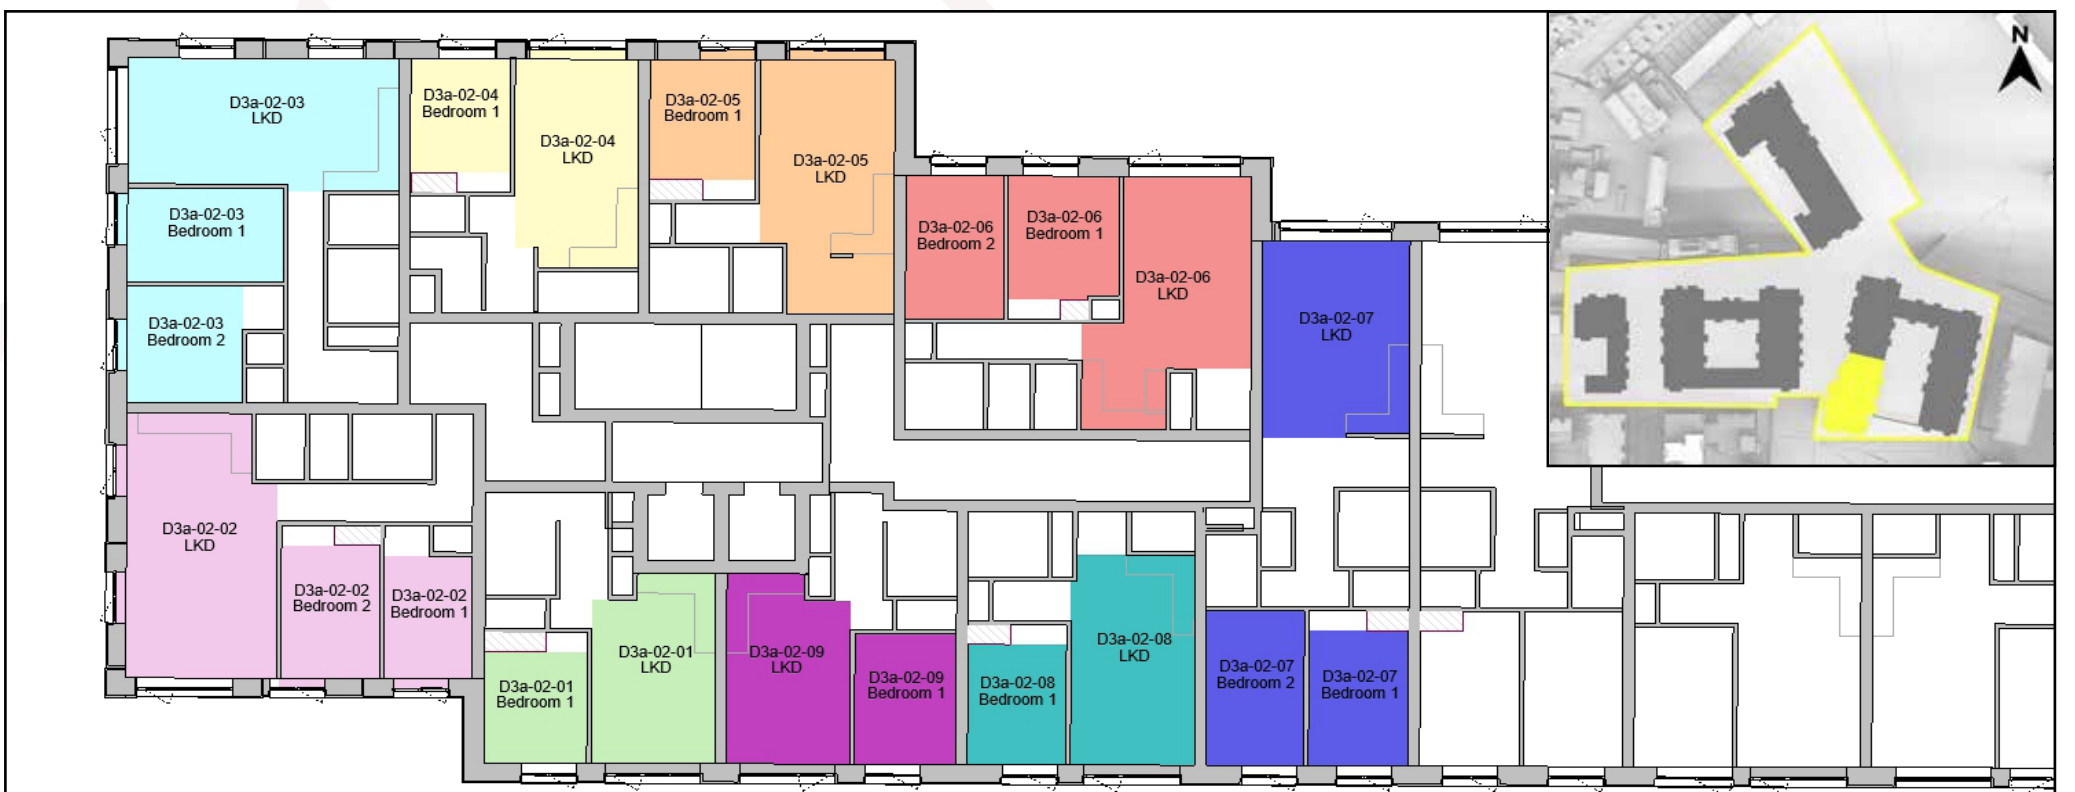 N
D3a-02-03
LKD
D3a-02-04
Bedroom 1
D3a-02-04
LKD
D3a-02-05
Bedroom 1
D3a-02-05
LKD
D3a-02-03
Bedroom 1
D3a-02-06
Bedroom 2
D3a-02-06
Bedroom 1
D3a-02-06
LKD
D3a-02-03
Bedroom 2
D3a-02-07
LKD
D3a-02-02
LKD
D3a-02-02
Bedroom 2
D3a-02-02
Bedroom 1
D3a-02-01
Bedroom 1
D3a-02-01
LKD
D3a-02-09
LKD
D3a-02-09
Bedroom 1
D3a-02-08
Bedroom 1
D3a-02-08
LKD
D3a-02-07
Bedroom 2
D3a-02-07
Bedroom 1